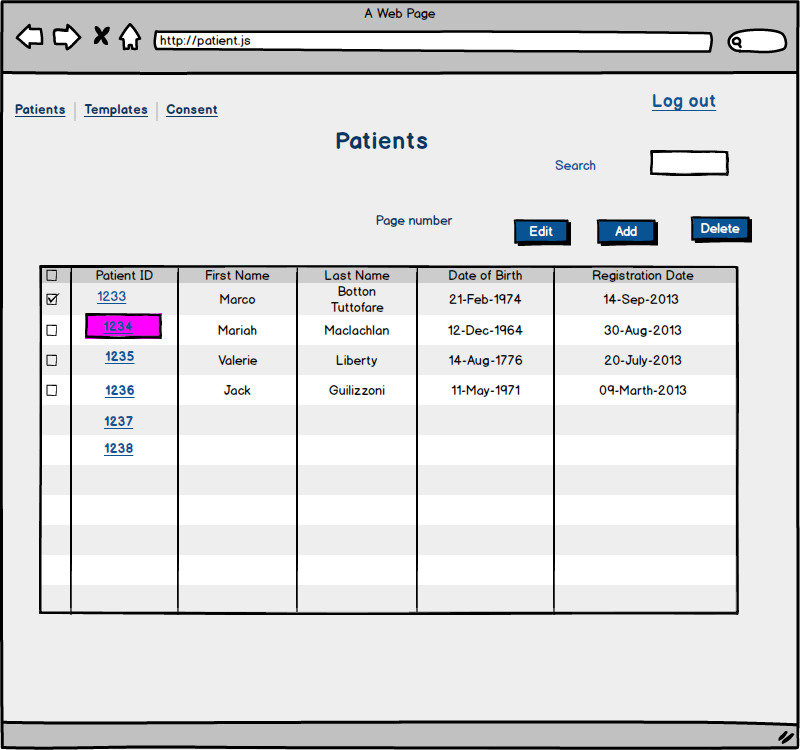 A Web Page
http://patient.js
Patients Templates Consent
Log out
Patients
Search
Page number
Edit Add Delete
Patient ID First Name Last Name Date of Birth Registration Date
1233 Marco Botton Tuttofare 21-Feb-1974 14-Sep-2013
1234 Mariah Maclachlan 12-Dec-1964 30-Aug-2013
1235 Valerie Liberty 14-Aug-1776 20-July-2013
1236 Jack Guilizzoni 11-May-1971 09-Marth-2013
1237
1238